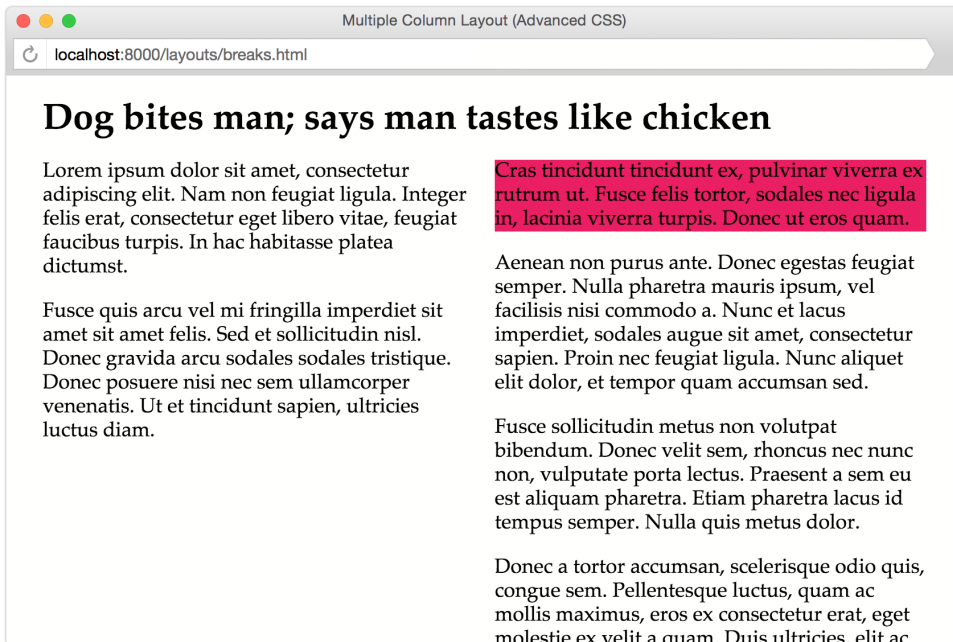 Multiple Column Layout (Advanced CSS)
localhost:8000/layouts/breaks.html
Dog bites man; says man tastes like chicken
Lorem ipsum dolor sit amet, consectetur
adipiscing elit. Nam non feugiat ligula. Integer
felis erat, consectetur eget libero vitae, feugiat
faucibus turpis. In hac habitasse platea
dictumst.
Fusce quis arcu vel mi fringilla imperdiet sit
amet sit amet felis. Sed et sollicitudin nisl.
Donec gravida arcu sodales sodales tristique.
Donec posuere nisi nec sem ullamcorper
venenatis. Ut et tincidunt sapien, ultricies
luctus diam.
Cras tincidunt tincidunt ex, pulvinar viverra ex
rutrum ut. Fusce felis tortor, sodales nec ligula
in, lacinia viverra turpis. Donec ut eros quam.
Aenean non purus ante. Donec egestas feugiat
semper. Nulla pharetra mauris ipsum, vel
facilisis nisi commodo a. Nunc et lacus
imperdiet, sodales augue sit amet, consectetur
sapien. Proin nec feugiat ligula. Nunc aliquet
elit dolor, et tempor quam accumsan sed.
Fusce sollicitudin metus non volutpat
bibendum. Donec velit sem, rhoncus nec nunc
non, vulputate porta lectus. Praesent a sem eu
est aliquam pharetra. Etiam pharetra lacus id
tempus semper. Nulla quis metus dolor.
Donec a tortor accumsan, scelerisque odio quis,
congue sem. Pellentesque luctus, quam ac
mollis maximus, eros ex consectetur erat, eget
molestie ex velit a quam. Duis ultricies, elit ac